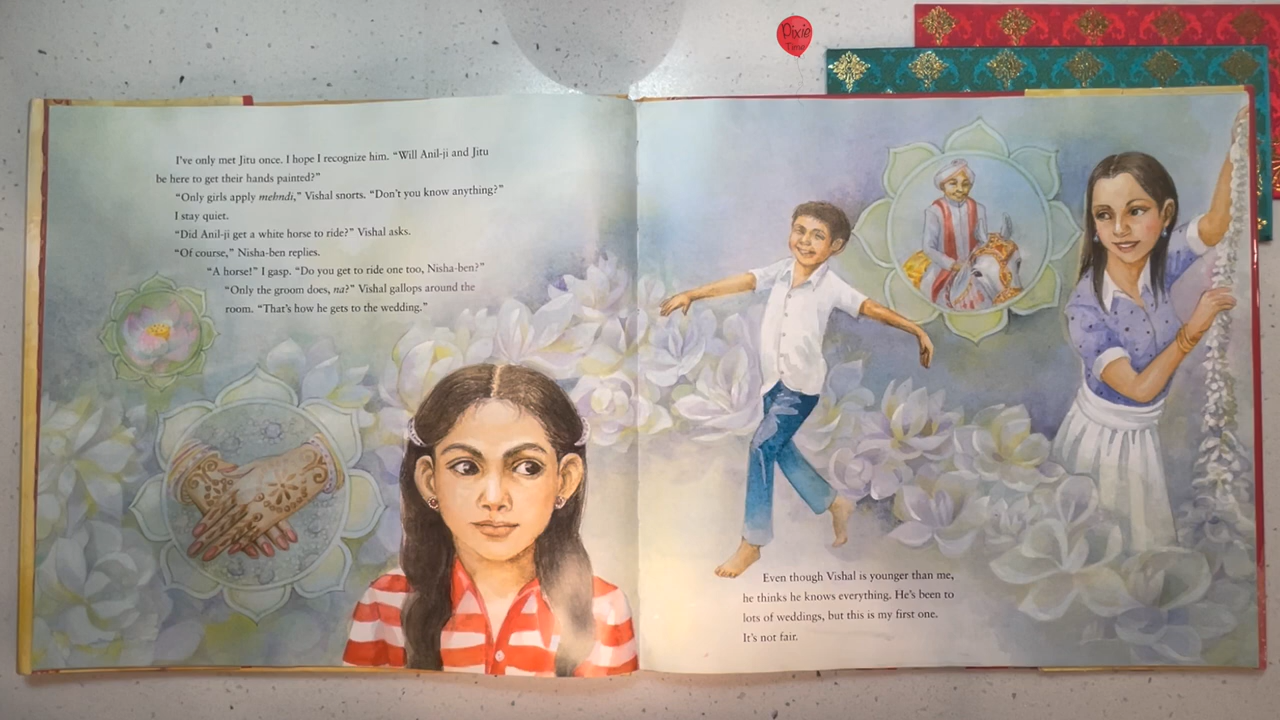 Pixie
Time
I've only met Jitu once. I hope I recognize him. “Will Anil-ji and Jitu
be here to get their hands painted?”
“Only girls apply mehndi,” Vishal snorts. “Don't you know anything?”
I stay quiet.
“Did Anil-ji get a white horse to ride?” Vishal asks.
“Of course,” Nisha-ben replies.
“A horse!” I gasp. “Do you get to ride one too, Nisha-ben?”
“Only the groom does, na?” Vishal gallops around the
room. “That's how he gets to the wedding.”
Even though Vishal is younger than me,
he thinks he knows everything. He's been to
lots of weddings, but this is my first one.
It's not fair.